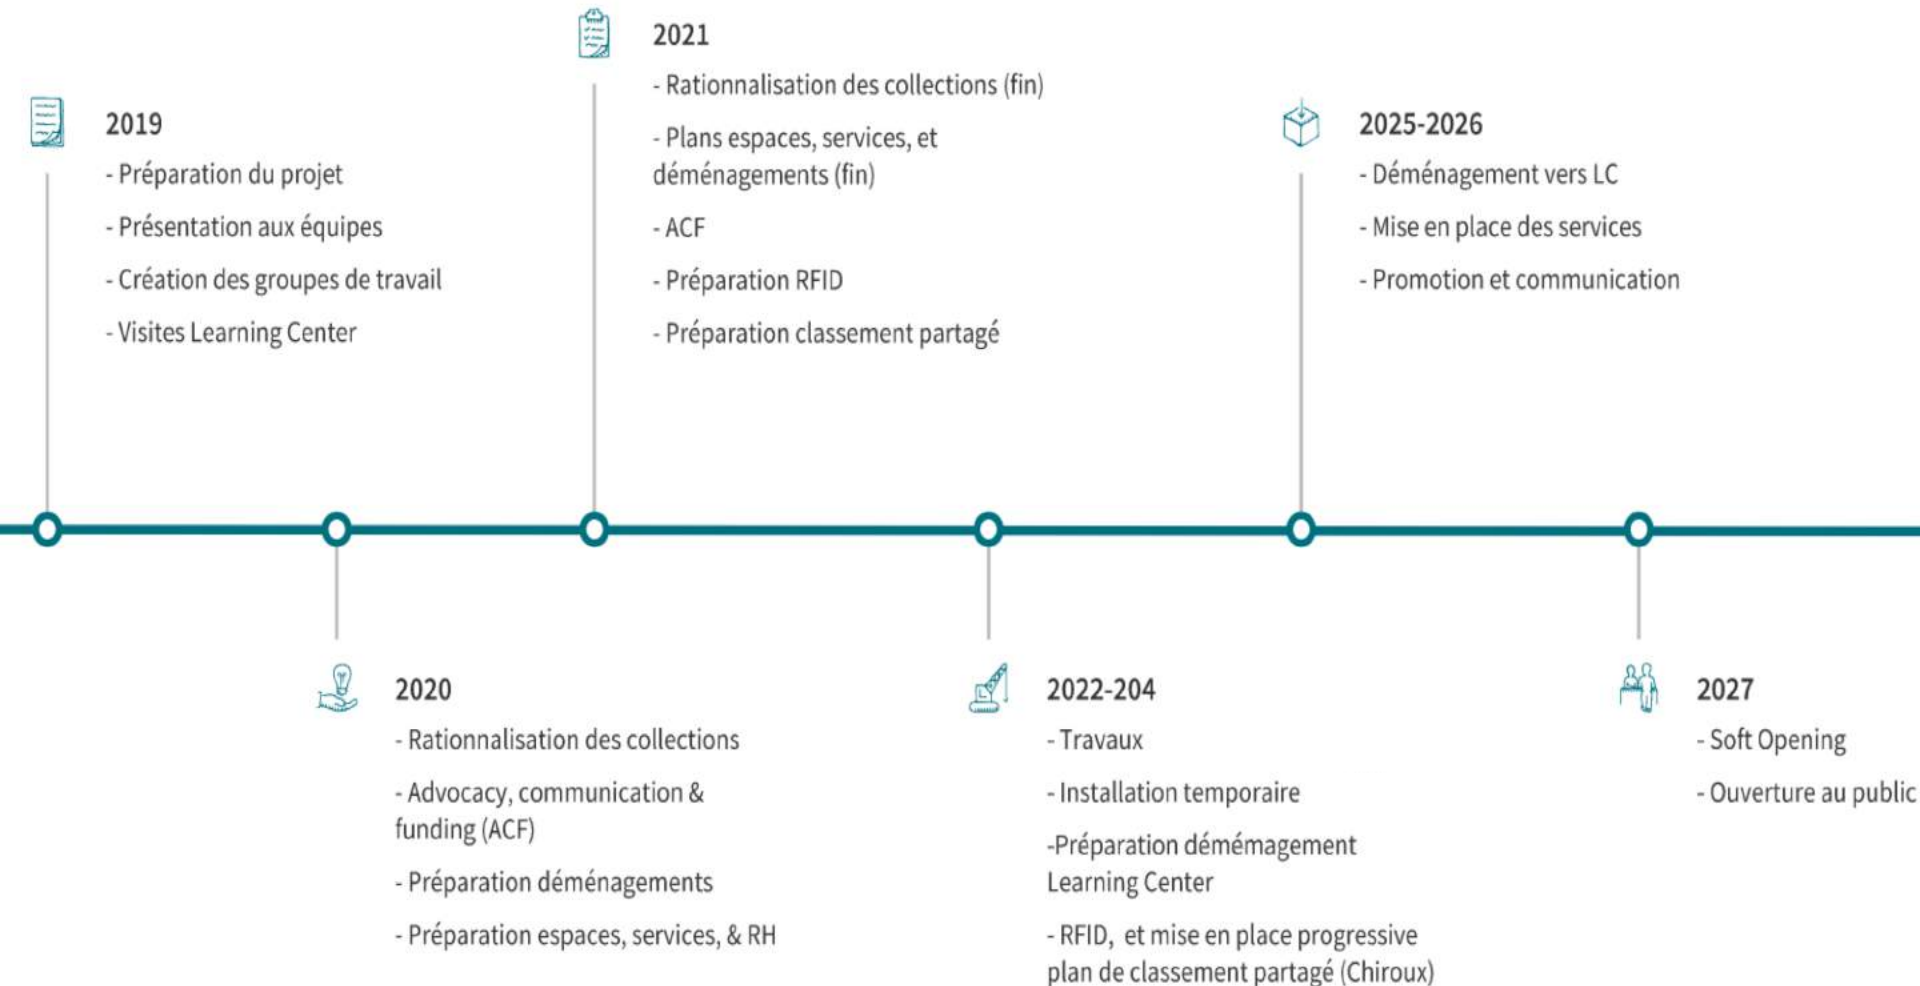 2019
- Préparation du projet
- Présentation aux équipes
- Création des groupes de travail
- Visites Learning Center
2020
- Rationnalisation des collections
- Advocacy, communication &
funding (ACF)
- Préparation déménagements
- Préparation espaces, services, & RH
2021
- Rationnalisation des collections (fin)
- Plans espaces, services, et
déménagements (fin)
- ACF
- Préparation RFID
- Préparation classement partagé
2022-204
- Travaux
- Installation temporaire
-Préparation démémagement
Learning Center
- RFID, et mise en place progressive
plan de classement partagé (Chiroux)
2025-2026
- Déménagement vers LC
- Mise en place des services
- Promotion et communication
2027
- Soft Opening
- Ouverture au public